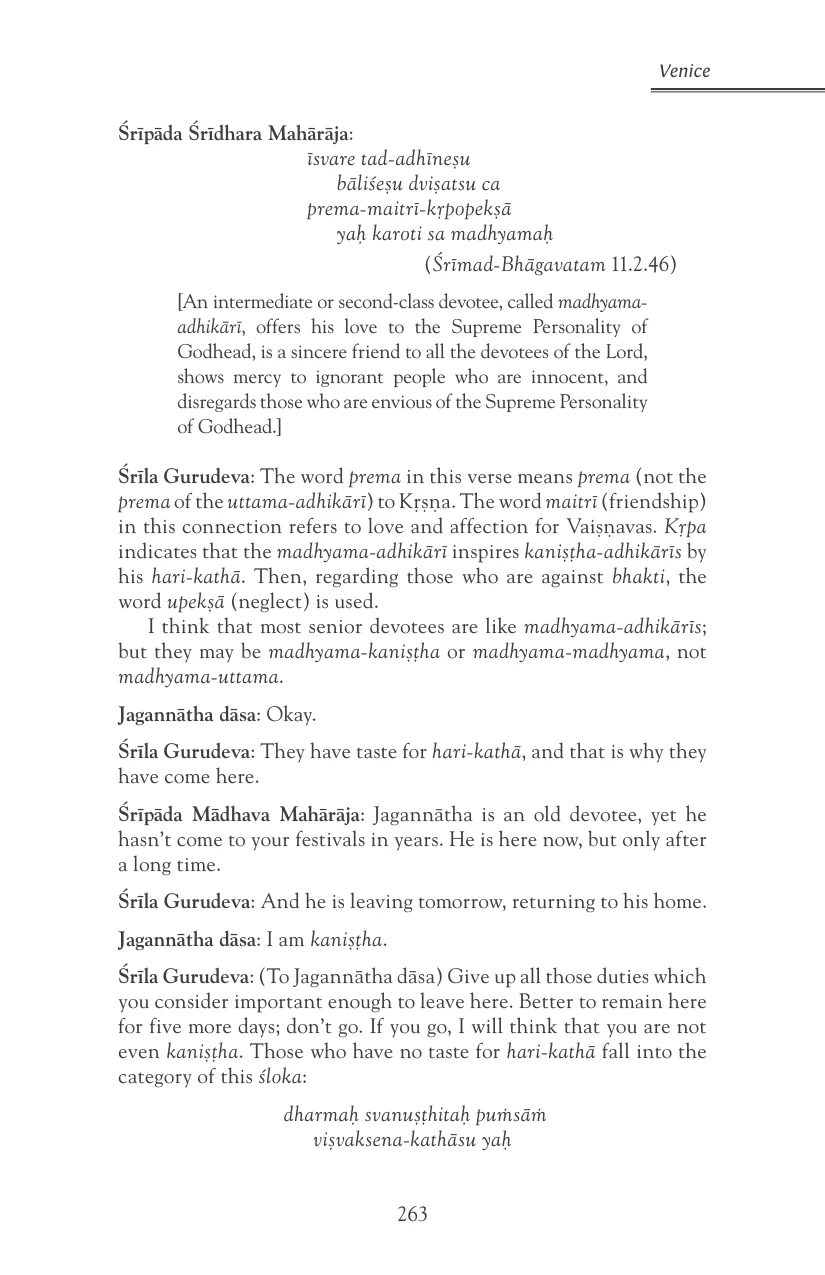 Venice
Śrīpāda Śrīdhara Mahārāja:
īsvare tad-adhīneṣu
bāliśeṣu dviṣatsu ca
prema-maitrī-kṛpopekṣā
yaḥ karoti sa madhyamaḥ
(Śrīmad-Bhāgavatam 11.2.46)
[An intermediate or second-class devotee, called madhyama-
adhikārī, offers his love to the Supreme Personality of
Godhead, is a sincere friend to all the devotees of the Lord,
shows mercy to ignorant people who are innocent, and
disregards those who are envious of the Supreme Personality
of Godhead.]
Śrīla Gurudeva: The word prema in this verse means prema (not the
prema of the uttama-adhikārī) to Kṛṣṇa. The word maitrī (friendship)
in this connection refers to love and affection for Vaiṣṇavas. Kṛpa
indicates that the madhyama-adhikārī inspires kaniṣṭha-adhikārīs by
his hari-kathā. Then, regarding those who are against bhakti, the
word upekṣā (neglect) is used.
I think that most senior devotees are like madhyama-adhikārīs;
but they may be madhyama-kaniṣṭha or madhyama-madhyama, not
madhyama-uttama.
Jagannātha dāsa: Okay.
Śrīla Gurudeva: They have taste for hari-kathā, and that is why they
have come here.
Śrīpāda Mādhava Mahārāja: Jagannātha is an old devotee, yet he
hasn't come to your festivals in years. He is here now, but only after
a long time.
Śrīla Gurudeva: And he is leaving tomorrow, returning to his home.
Jagannātha dāsa: I am kaniṣṭha.
Śrīla Gurudeva: (To Jagannātha dāsa) Give up all those duties which
you consider important enough to leave here. Better to remain here
for five more days; don't go. If you go, I will think that you are not
even kaniṣṭha. Those who have no taste for hari-kathā fall into the
category of this śloka:
dharmaḥ svanuṣṭhitaḥ puṁsāṁ
viṣvaksena-kathāsu yaḥ
263